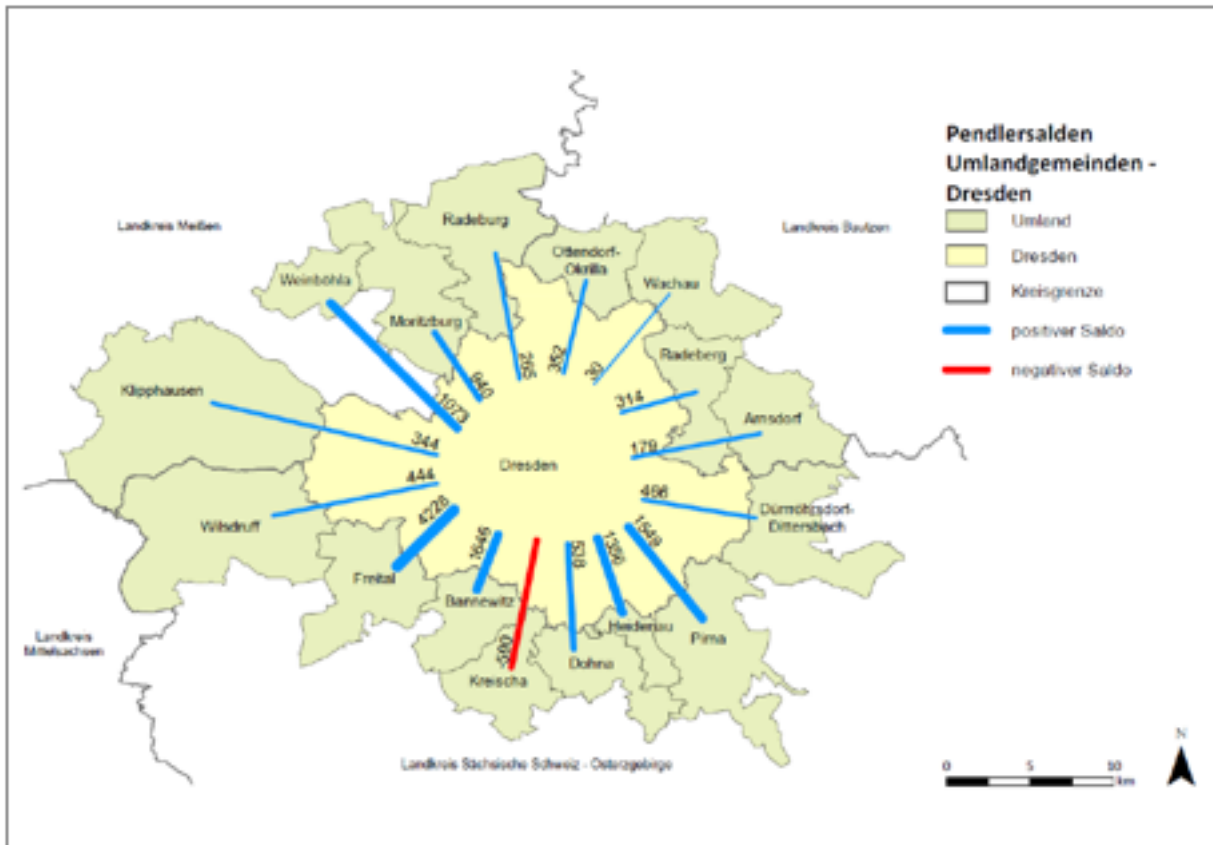 Pendlersalden
Umlandgemeinden -
Dresden
Umland
Dresden
Kreisgrenze
positiver Saldo
negativer Saldo
Landkreis Meißen
Landkreis Bautzen
Radeburg
Ottendorf-
Okrilla
Wachau
Weinböhla
Moritzburg
Radeberg
Klipphausen
Arnsdorf
Dresden
Wilsdruff
Dürrröhrsdorf-
Dittersbach
Freital
Bannewitz
Heidenau
Pirna
Dohna
Kreischa
Landkreis
Mittelsachsen
Landkreis Sächsische Schweiz - Osterzgebirge
352
314
179
940
1073
344
444
4228
1646
1549
N
0 5 10
km